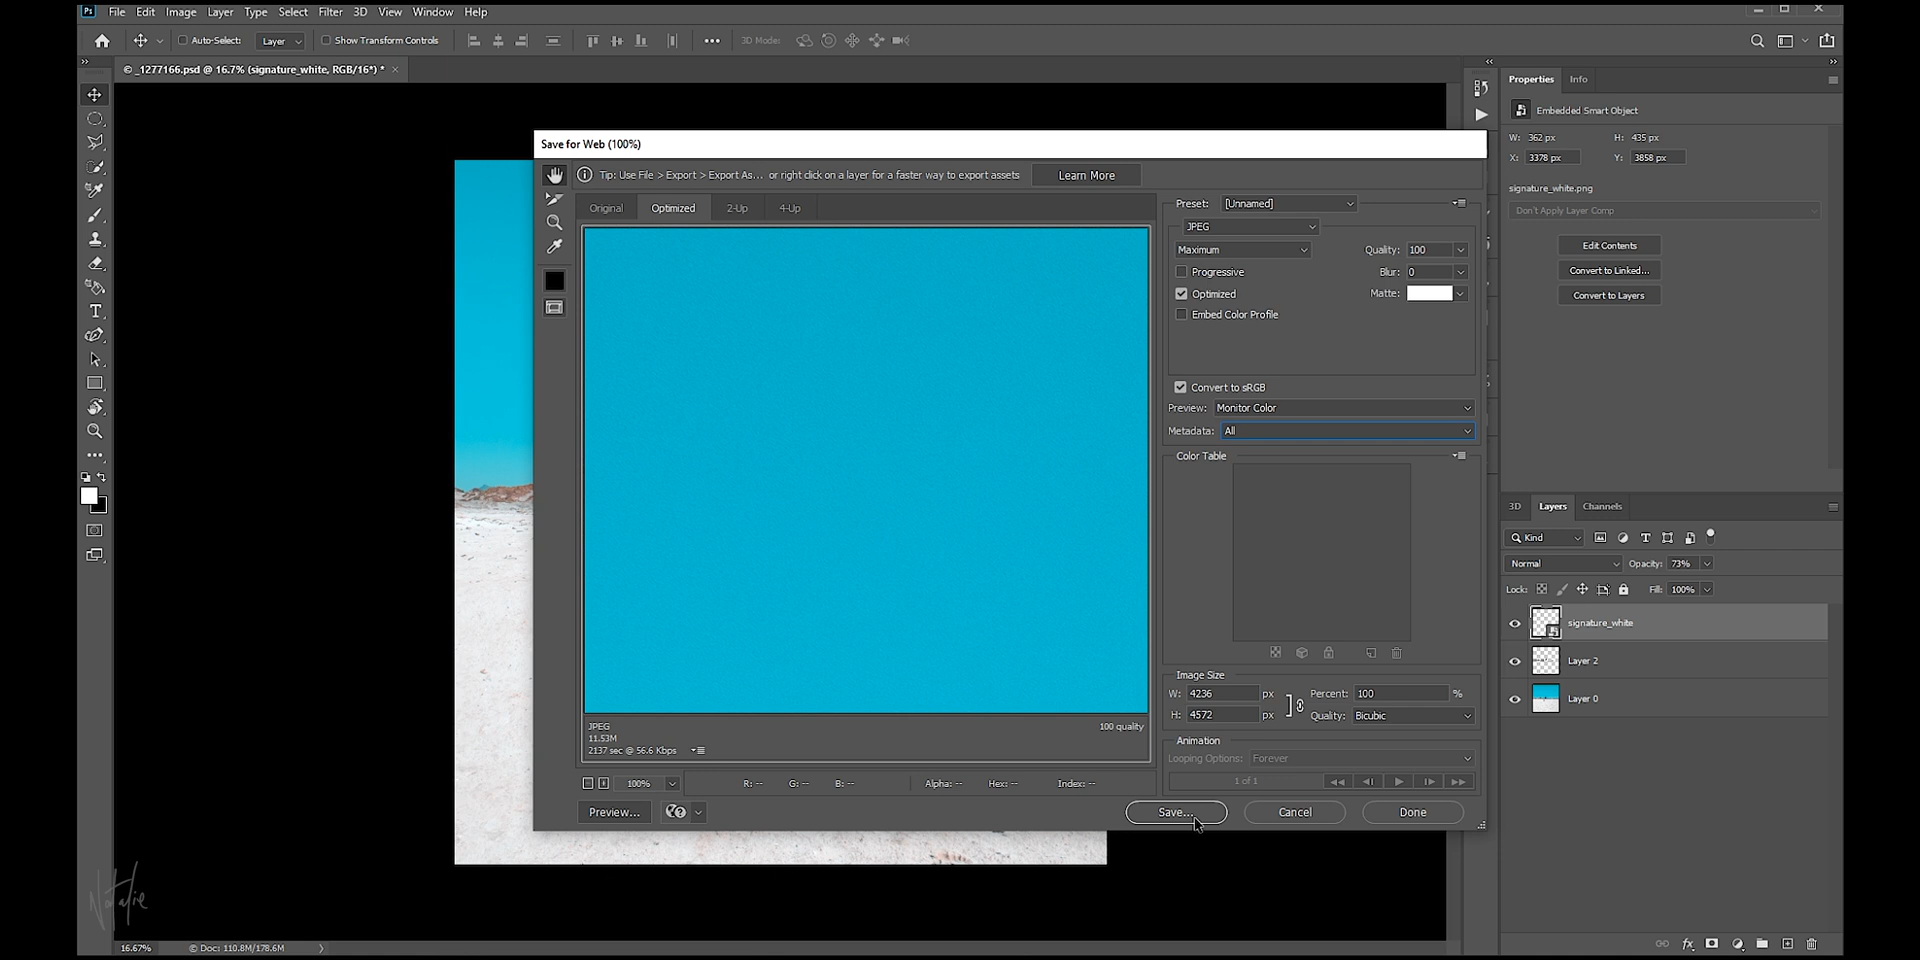 Ps File Edit Image Layer Type Select Filter 3D View Window Help
Auto-Select: Layer Show Transform Controls 3D Mode:
© _1277166.psd @ 16.7% (signature_white, RGB/16*) *
Save for Web (100%)
Tip: Use File > Export > Export As... or right click on a layer for a faster way to export assets
Learn More
Original Optimized 2-Up 4-Up
JPEG
11.53M
2137 sec @ 56.6 Kbps
100 quality
100% R: -- G: -- B: -- Alpha: -- Hex: -- Index: --
Preview...
Preset: [Unnamed]
JPEG
Maximum Quality: 100
Progressive Blur: 0
Optimized Matte:
Embed Color Profile
Convert to sRGB
Preview: Monitor Color
Metadata: All
Color Table
Image Size
W: 4236 px Percent: 100 %
H: 4572 px Quality: Bicubic
Animation
Looping Options: Forever
1 of 1
Save... Cancel Done
Properties Info
Embedded Smart Object
W: 362 px H: 435 px
X: 3378 px Y: 3858 px
signature_white.png
Don't Apply Layer Comp
Edit Contents
Convert to Linked...
Convert to Layers
3D Layers Channels
Kind
Normal Opacity: 73%
Lock: Fill: 100%
signature_white
Layer 2
Layer 0
Natalie
16.67% © Doc: 110.8M/178.6M